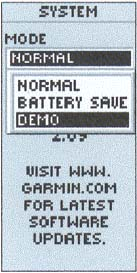 SYSTEM
MODE
NORMAL
NORMAL
BATTERY SAVE
DEMO
2.09
VISIT WWW.
GARMIN.COM
FOR LATEST
SOFTWARE
UPDATES.